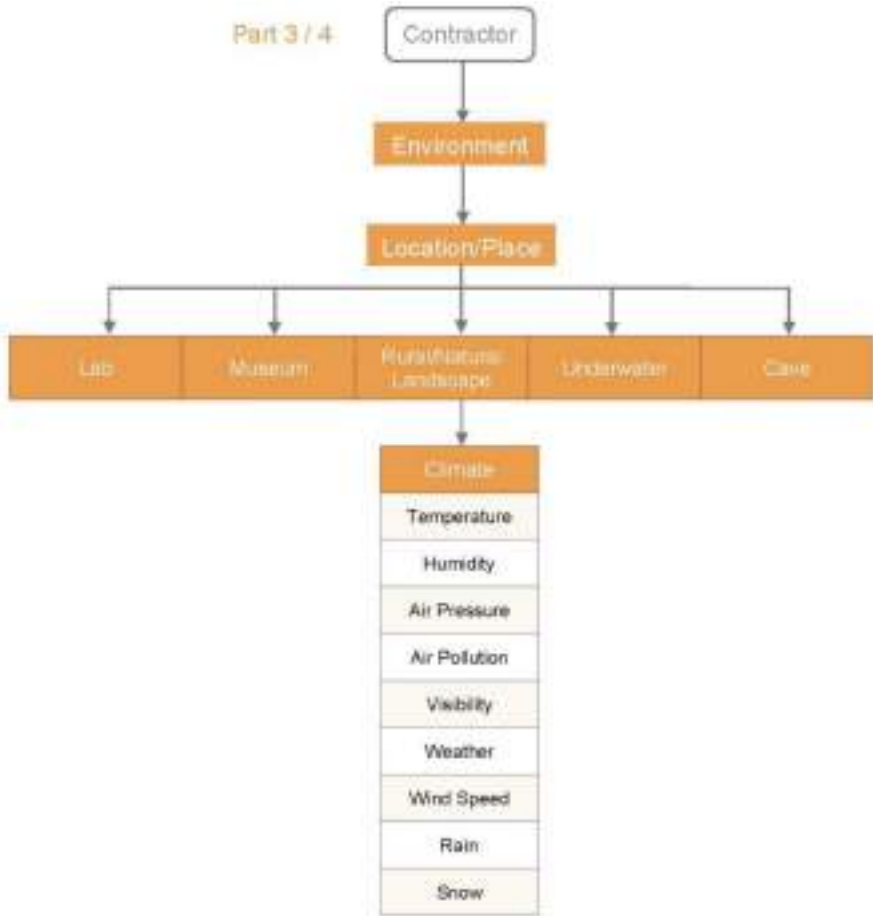 Part 3 / 4
Contractor
Environment
Location/Place
Lab
Museum
Rural/Natural
Landscape
Underwater
Cave
Climate
Temperature
Humidity
Air Pressure
Air Pollution
Visibility
Weather
Wind Speed
Rain
Snow